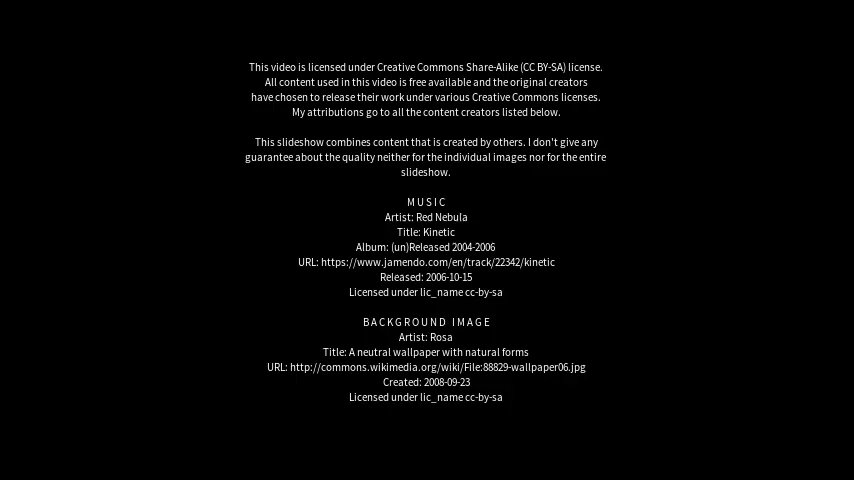 This video is licensed under Creative Commons Share-Alike (CC BY-SA) license.
All content used in this video is free available and the original creators
have chosen to release their work under various Creative Commons licenses.
My attributions go to all the content creators listed below.
This slideshow combines content that is created by others. I don't give any
guarantee about the quality neither for the individual images nor for the entire
slideshow.
MUSIC
Artist: Red Nebula
Title: Kinetic
Album: (un)Released 2004-2006
URL: https://www.jamendo.com/en/track/22342/kinetic
Released: 2006-10-15
Licensed under lic_name cc-by-sa
BACKGROUND IMAGE
Artist: Rosa
Title: A neutral wallpaper with natural forms
URL: http://commons.wikimedia.org/wiki/File:88829-wallpaper06.jpg
Created: 2008-09-23
Licensed under lic_name cc-by-sa